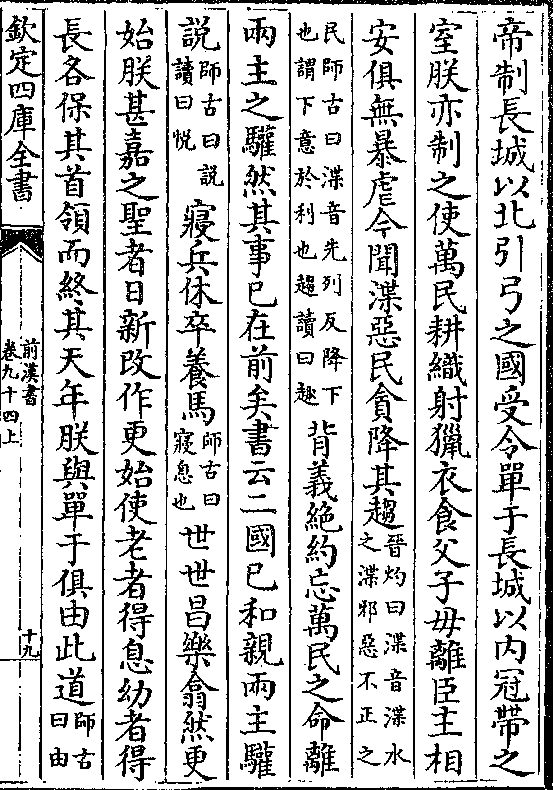 帝制長城以北引弓之國受令單于長城以内冠帶之
室朕亦制之使萬民耕織射獵衣食父子毋離臣主相
安俱無暴虐今聞渫惡民貪降其趨晉灼曰渫音渫水之渫邪惡不正之
民師古曰渫音先列反降下也謂下意於利也趨讀曰趣背義絶約忘萬民之命離
兩主之驩然其事已在前矣書云二國已和親兩主驩
説師古曰説讀曰悦寢兵休卒養馬師古曰寢息也世世昌樂翕然更
始朕甚嘉之聖者日新改作更始使老者得息幼者得
長各保其首領而終其天年朕與單于俱由此道師古曰由
欽定四庫全書
前漢書
卷九十四上
十九